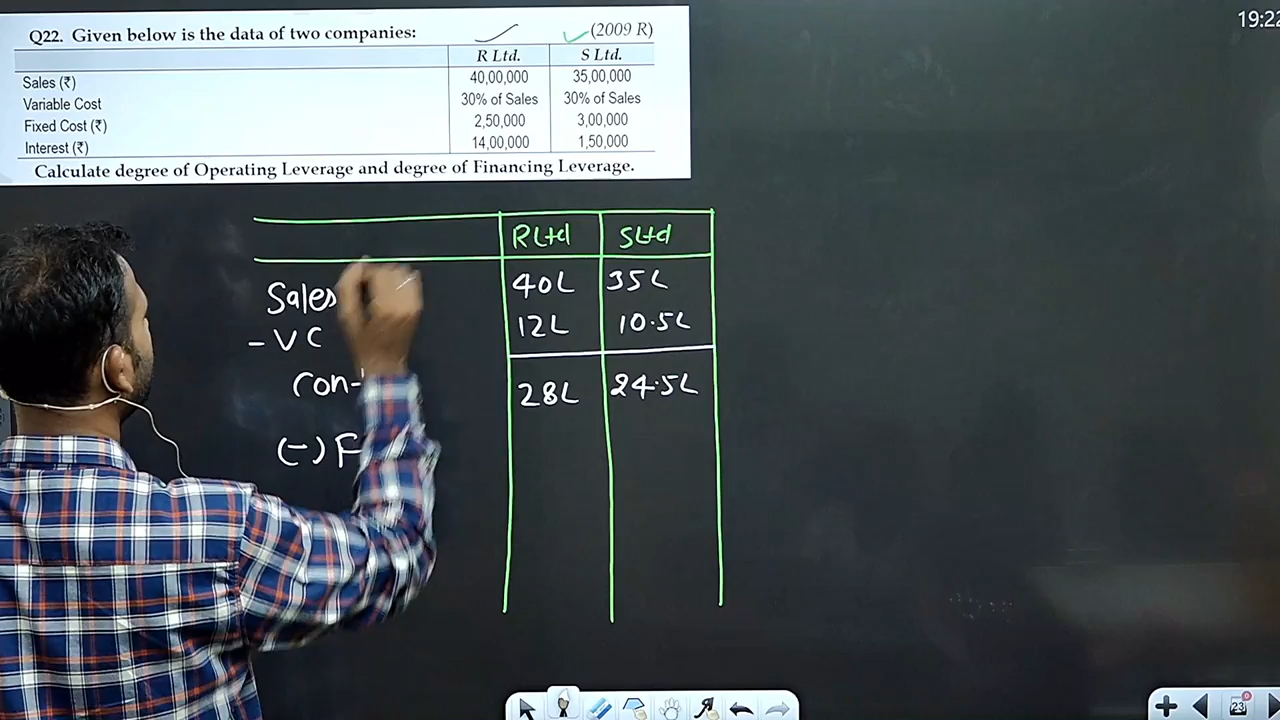 19:22
Q22. Given below is the data of two companies: (2009 R)
R Ltd. S Ltd.
Sales (₹) 40,00,000 35,00,000
Variable Cost 30% of Sales 30% of Sales
Fixed Cost (₹) 2,50,000 3,00,000
Interest (₹) 14,00,000 1,50,000
Calculate degree of Operating Leverage and degree of Financing Leverage.
R Ltd S Ltd
Sales 40L 35L
- VC 12L 10.5L
28L 24.5L
(-) F
23